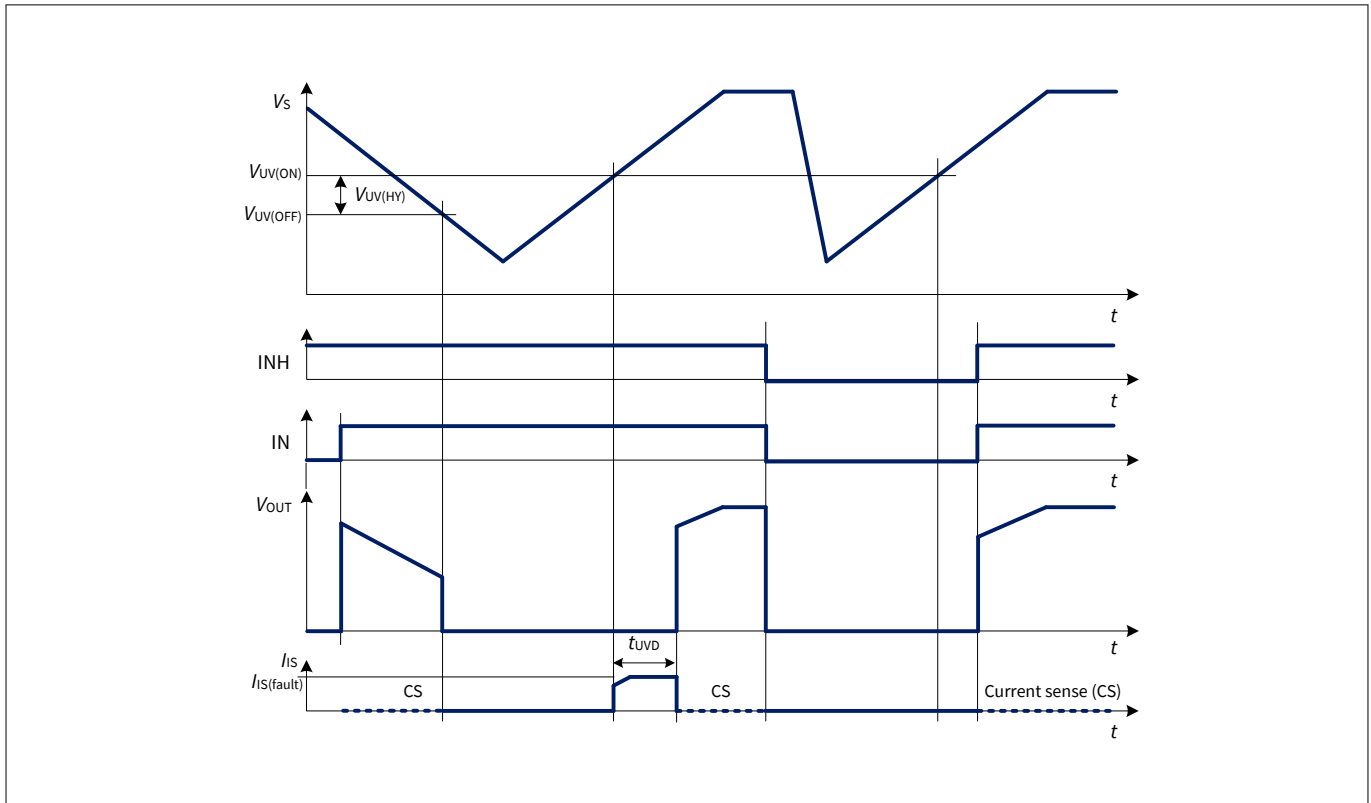 VS
VUV(ON)
VUV(HY)
VUV(OFF)
t
INH
t
IN
t
VOUT
tUVD
t
IIS
IIS(fault)
CS
CS
Current sense (CS)
t